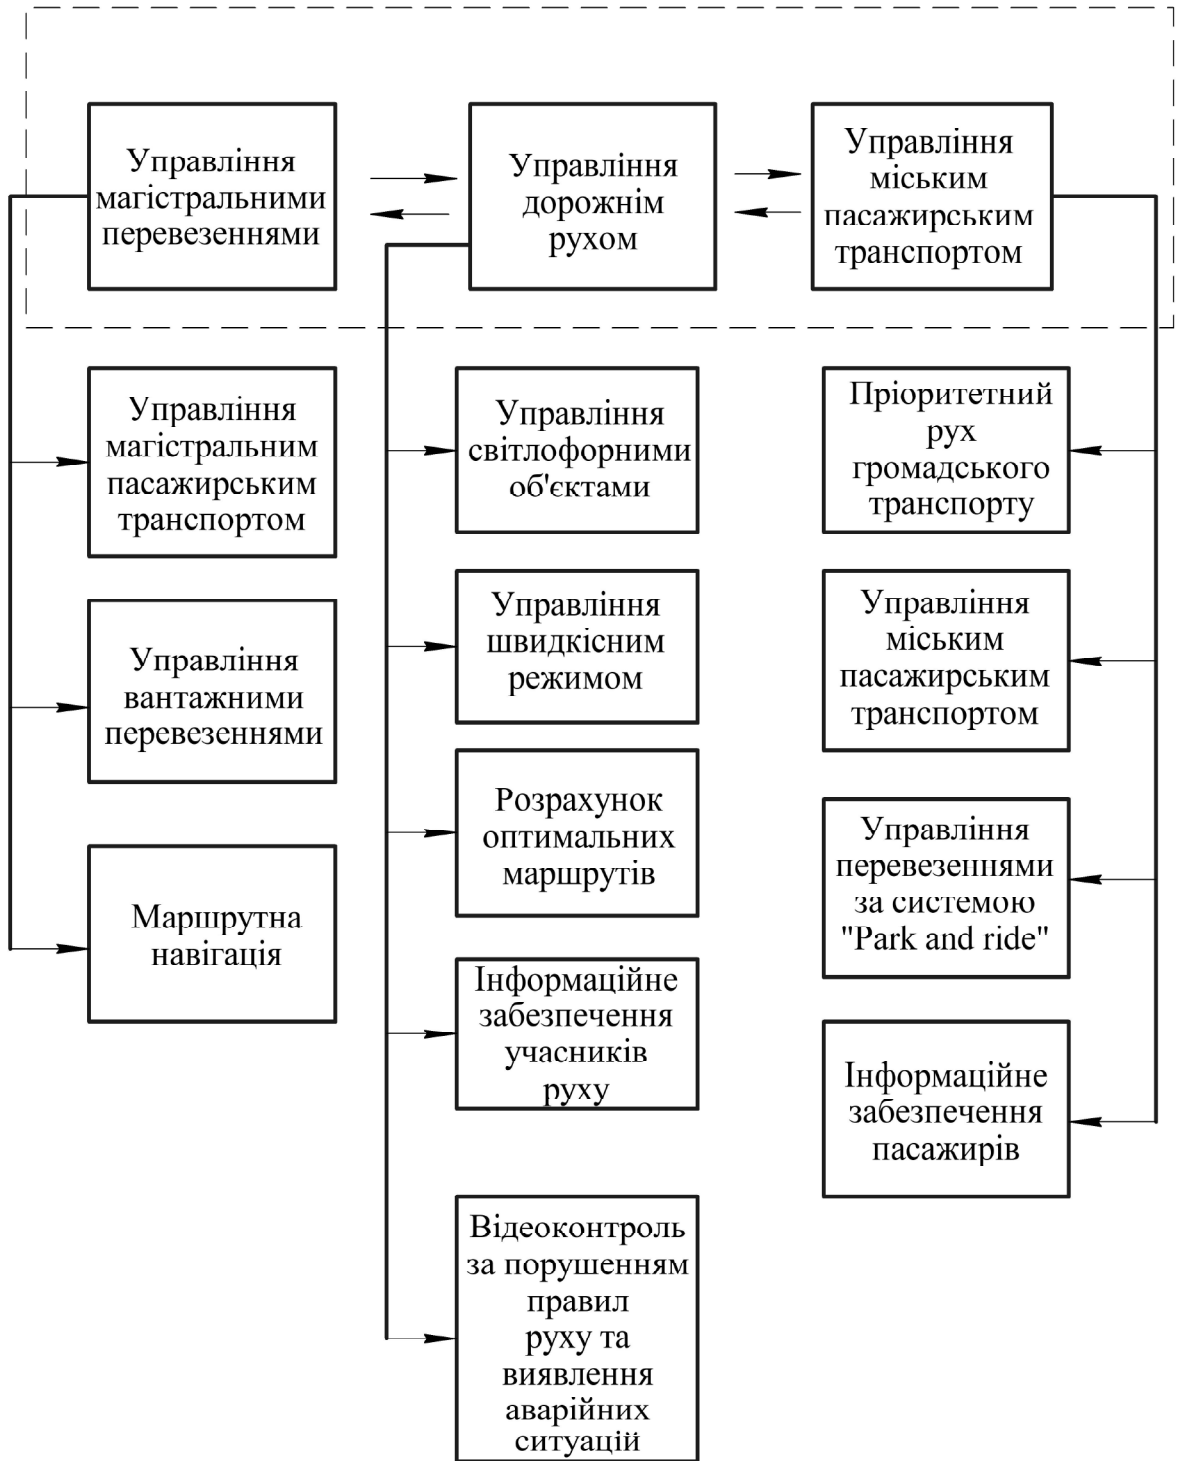 Управління
магістральними
перевезеннями
Управління
дорожнім
рухом
Управління
міським
пасажирським
транспортом
Управління
магістральним
пасажирським
транспортом
Управління
вантажними
перевезеннями
Маршрутна
навігація
Управління
світлофорними
об'єктами
Управління
швидкісним
режимом
Розрахунок
оптимальних
маршрутів
Інформаційне
забезпечення
учасників
руху
Відеоконтроль
за порушенням
правил
руху та
виявлення
аварійних
ситуацій
Пріоритетний
рух
громадського
транспорту
Управління
міським
пасажирським
транспортом
Управління
перевезеннями
за системою
"Park and ride"
Інформаційне
забезпечення
пасажирів